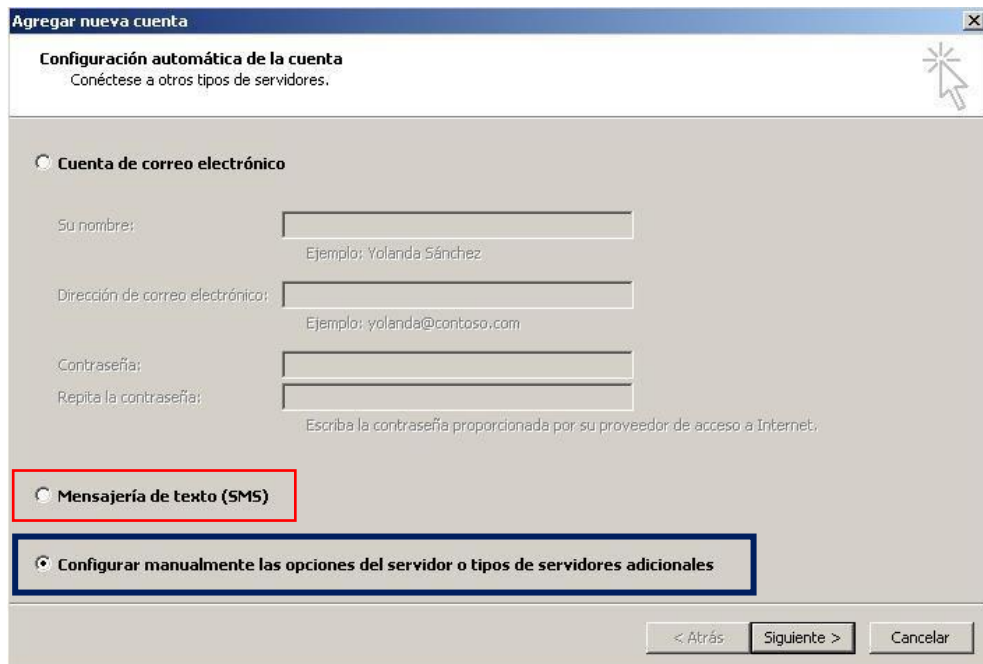 Agregar nueva cuenta
Configuración automática de la cuenta
Conéctese a otros tipos de servidores.
Cuenta de correo electrónico
Su nombre:
Ejemplo: Yolanda Sánchez
Dirección de correo electrónico:
Ejemplo: yolanda@contoso.com
Contraseña:
Repita la contraseña:
Escriba la contraseña proporcionada por su proveedor de acceso a Internet.
Mensajería de texto (SMS)
Configurar manualmente las opciones del servidor o tipos de servidores adicionales
< Atrás Siguiente > Cancelar